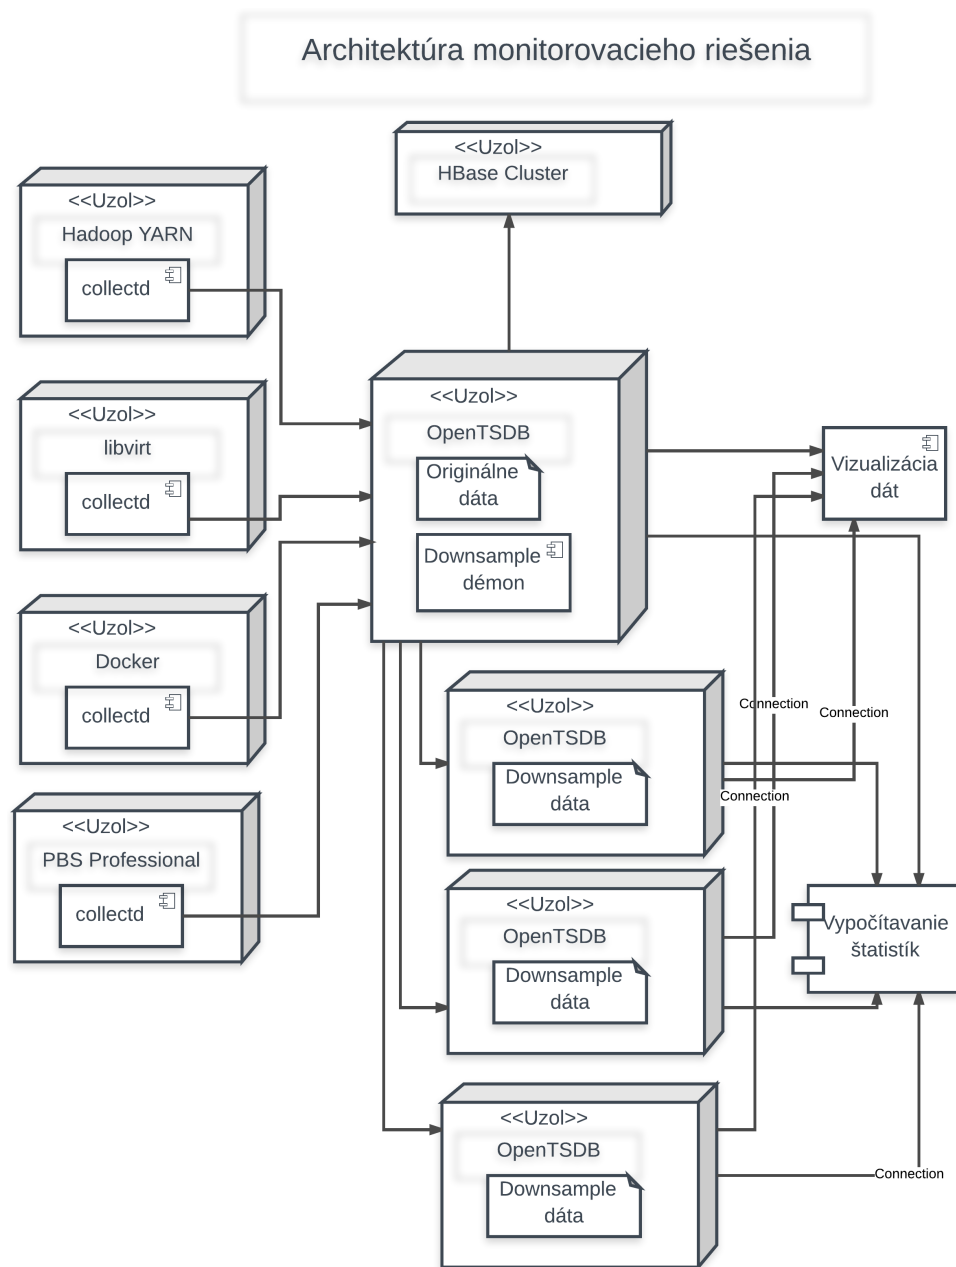 Architektúra monitorovacieho riešenia
<<Uzol>>
HBase Cluster
<<Uzol>>
Hadoop YARN
collectd
<<Uzol>>
libvirt
collectd
<<Uzol>>
Docker
collectd
<<Uzol>>
PBS Professional
collectd
<<Uzol>>
OpenTSDB
Originálne
dáta
Downsample
démon
Vizualizácia
dát
<<Uzol>>
OpenTSDB
Downsample
dáta
Connection
Connection
Connection
<<Uzol>>
OpenTSDB
Downsample
dáta
Vypočítavanie
štatistík
<<Uzol>>
OpenTSDB
Downsample
dáta
Connection